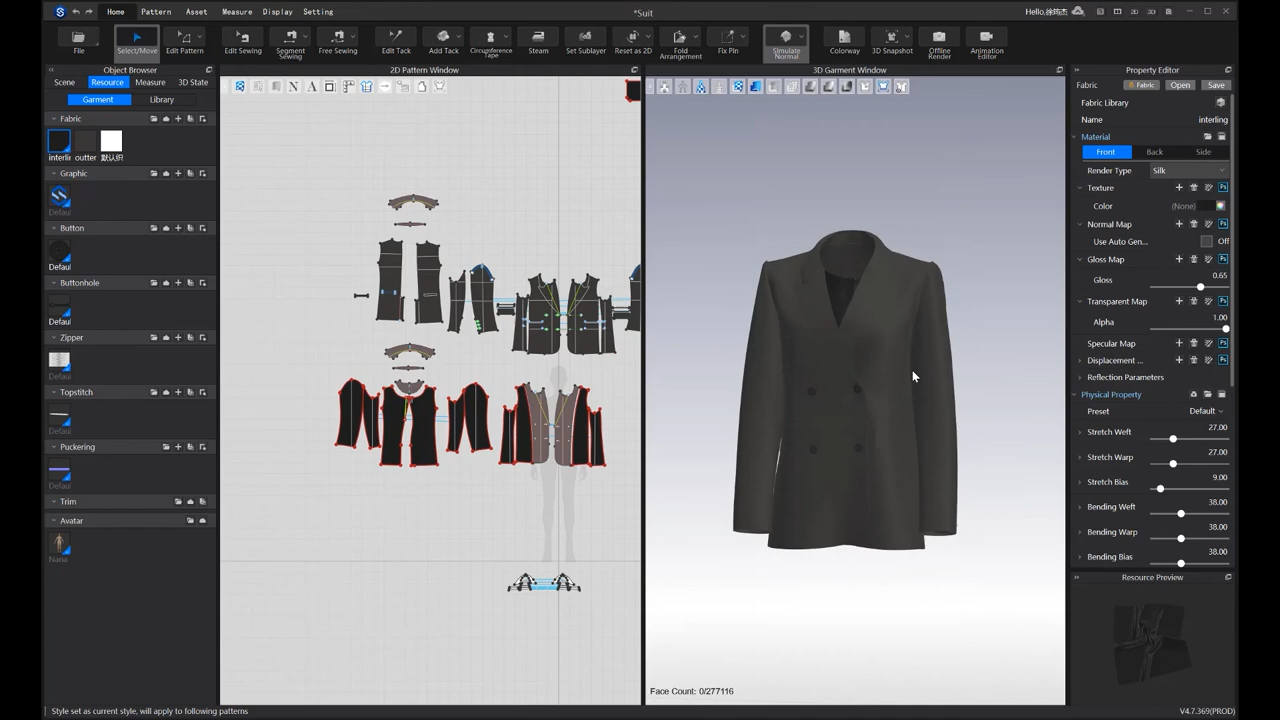 Home Pattern Asset Measure Display Setting
*Suit
File Select/Move Edit Pattern Edit Sewing Segment Sewing Free Sewing Edit Tack Add Tack Circumference Tape Steam Set Sublayer Reset as 2D Fold Arrangement Fix Pin Simulate Normal Colorway 3D Snapshot Offline Render Animation Editor
Object Browser
2D Pattern Window
3D Garment Window
Property Editor
Scene Resource Measure 3D State
Garment Library
Fabric
interli outter 默认织
Graphic
Defaul
Button
Defaul
Buttonhole
Defaul
Zipper
Defaul
Topstitch
Defaul
Puckering
Defaul
Trim
Avatar
Nana
Face Count: 0/277116
Fabric Fabric Open Save
Fabric Library
Name interling
Material
Front Back Side
Render Type Silk
Texture
Color (None)
Normal Map
Use Auto Gen... Off
Gloss Map
Gloss 0.65
Transparent Map
Alpha 1.00
Specular Map
Displacement ...
Reflection Parameters
Physical Property
Preset Default
Stretch Weft 27.00
Stretch Warp 27.00
Stretch Bias 9.00
Bending Weft 38.00
Bending Warp 38.00
Bending Bias 38.00
Resource Preview
Style set as current style, will apply to following patterns
V4.7.369(PROD)